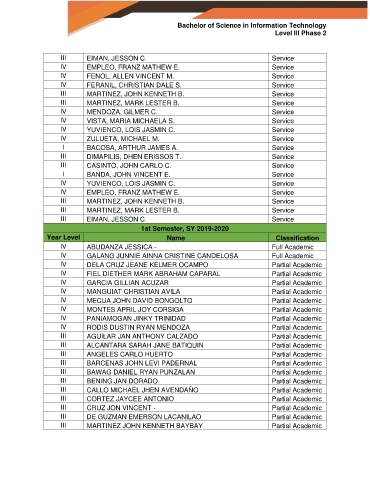 Bachelor of Science in Information Technology
Level III Phase 2
III EIMAN, JESSON C. Service
IV EMPLEO, FRANZ MATHEW E. Service
IV FENOL, ALLEN VINCENT M. Service
IV FERANIL, CHRISTIAN DALE S. Service
III MARTINEZ, JOHN KENNETH B. Service
III MARTINEZ, MARK LESTER B. Service
IV MENDOZA, GILMER C. Service
IV VISTA, MARIA MICHAELA S. Service
IV YUVIENCO, LOIS JASMIN C. Service
IV ZULUETA, MICHAEL M. Service
I BACOSA, ARTHUR JAMES A. Service
III DIMAPILIS, DHEN ERISSOS T. Service
III CASINTO, JOHN CARLO C. Service
I BANDA, JOHN VINCENT E. Service
IV YUVIENCO, LOIS JASMIN C. Service
IV EMPLEO, FRANZ MATHEW E. Service
III MARTINEZ, JOHN KENNETH B. Service
III MARTINEZ, MARK LESTER B. Service
III EIMAN, JESSON C. Service
1st Semester, SY 2019-2020
Year Level Name Classification
IV ABUDANZA JESSICA - Full Academic
IV GALANG JUNNIE AINNA CRISTINE CANDELOSA Full Academic
IV DELA CRUZ JEANE KELMER OCAMPO Partial Academic
IV FIEL DIETHER MARK ABRAHAM CAPARAL Partial Academic
IV GARCIA GILLIAN ACUZAR Partial Academic
IV MANGUIAT CHRISTIAN AVILA Partial Academic
IV MECIJA JOHN DAVID BONGOLTO Partial Academic
IV MONTES APRIL JOY CORSIGA Partial Academic
IV PANIAMOGAN JINKY TRINIDAD Partial Academic
IV RODIS DUSTIN RYAN MENDOZA Partial Academic
III AGUILAR JAN ANTHONY CALZADO Partial Academic
III ALCANTARA SARAH JANE BATIQUIN Partial Academic
III ANGELES CARLO HUERTO Partial Academic
III BARCENAS JOHN LEVI PADERNAL Partial Academic
III BAWAG DANIEL RYAN PUNZALAN Partial Academic
III BENING JAN DORADO Partial Academic
III CALLO MICHAEL JHEN AVENDAÑO Partial Academic
III CORTEZ JAYCEE ANTONIO Partial Academic
III CRUZ JON VINCENT - Partial Academic
III DE GUZMAN EMERSON LACANILAO Partial Academic
III MARTINEZ JOHN KENNETH BAYBAY Partial Academic